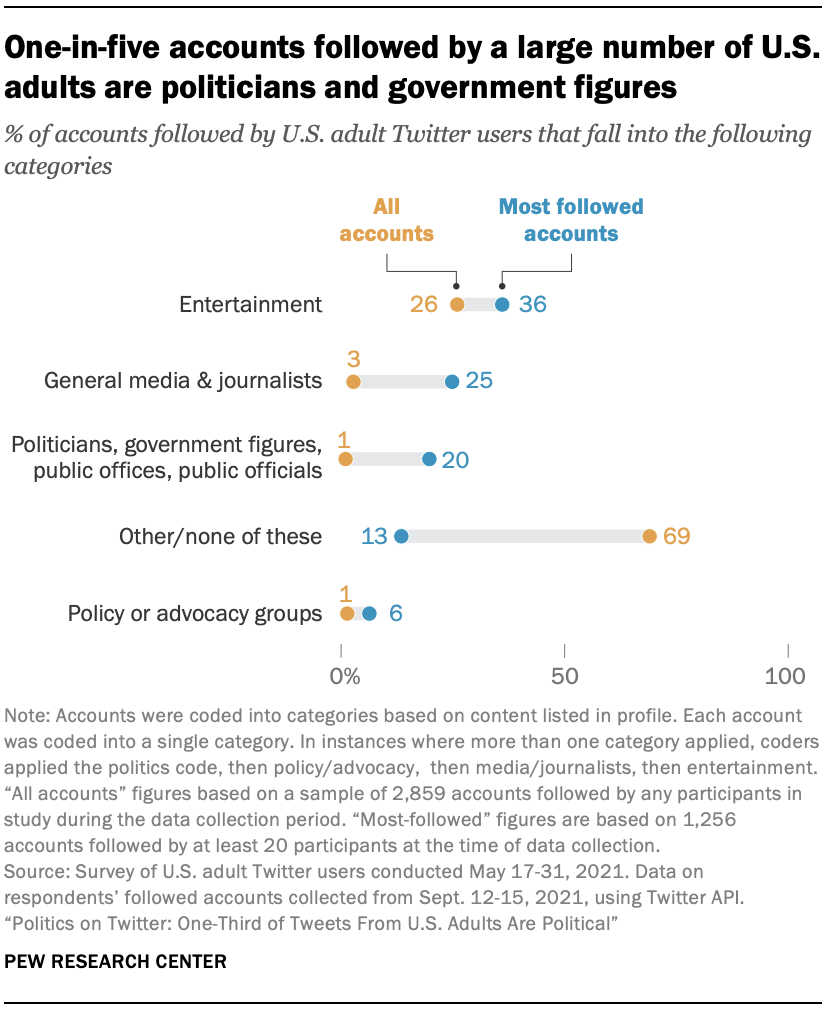 One-in-five accounts followed by a large number of U.S.
adults are politicians and government figures
% of accounts followed by U.S. adult Twitter users that fall into the following
categories
All
accounts
Most followed
accounts
Entertainment 26 36
General media & journalists 3 25
Politicians, government figures,
public offices, public officials 1 20
Other/none of these 13 69
Policy or advocacy groups 1 6
0% 50 100
Note: Accounts were coded into categories based on content listed in profile. Each account
was coded into a single category. In instances where more than one category applied, coders
applied the politics code, then policy/advocacy, then media/journalists, then entertainment.
“All accounts” figures based on a sample of 2,859 accounts followed by any participants in
study during the data collection period. “Most-followed” figures are based on 1,256
accounts followed by at least 20 participants at the time of data collection.
Source: Survey of U.S. adult Twitter users conducted May 17-31, 2021. Data on
respondents’ followed accounts collected from Sept. 12-15, 2021, using Twitter API.
“Politics on Twitter: One-Third of Tweets From U.S. Adults Are Political”
PEW RESEARCH CENTER